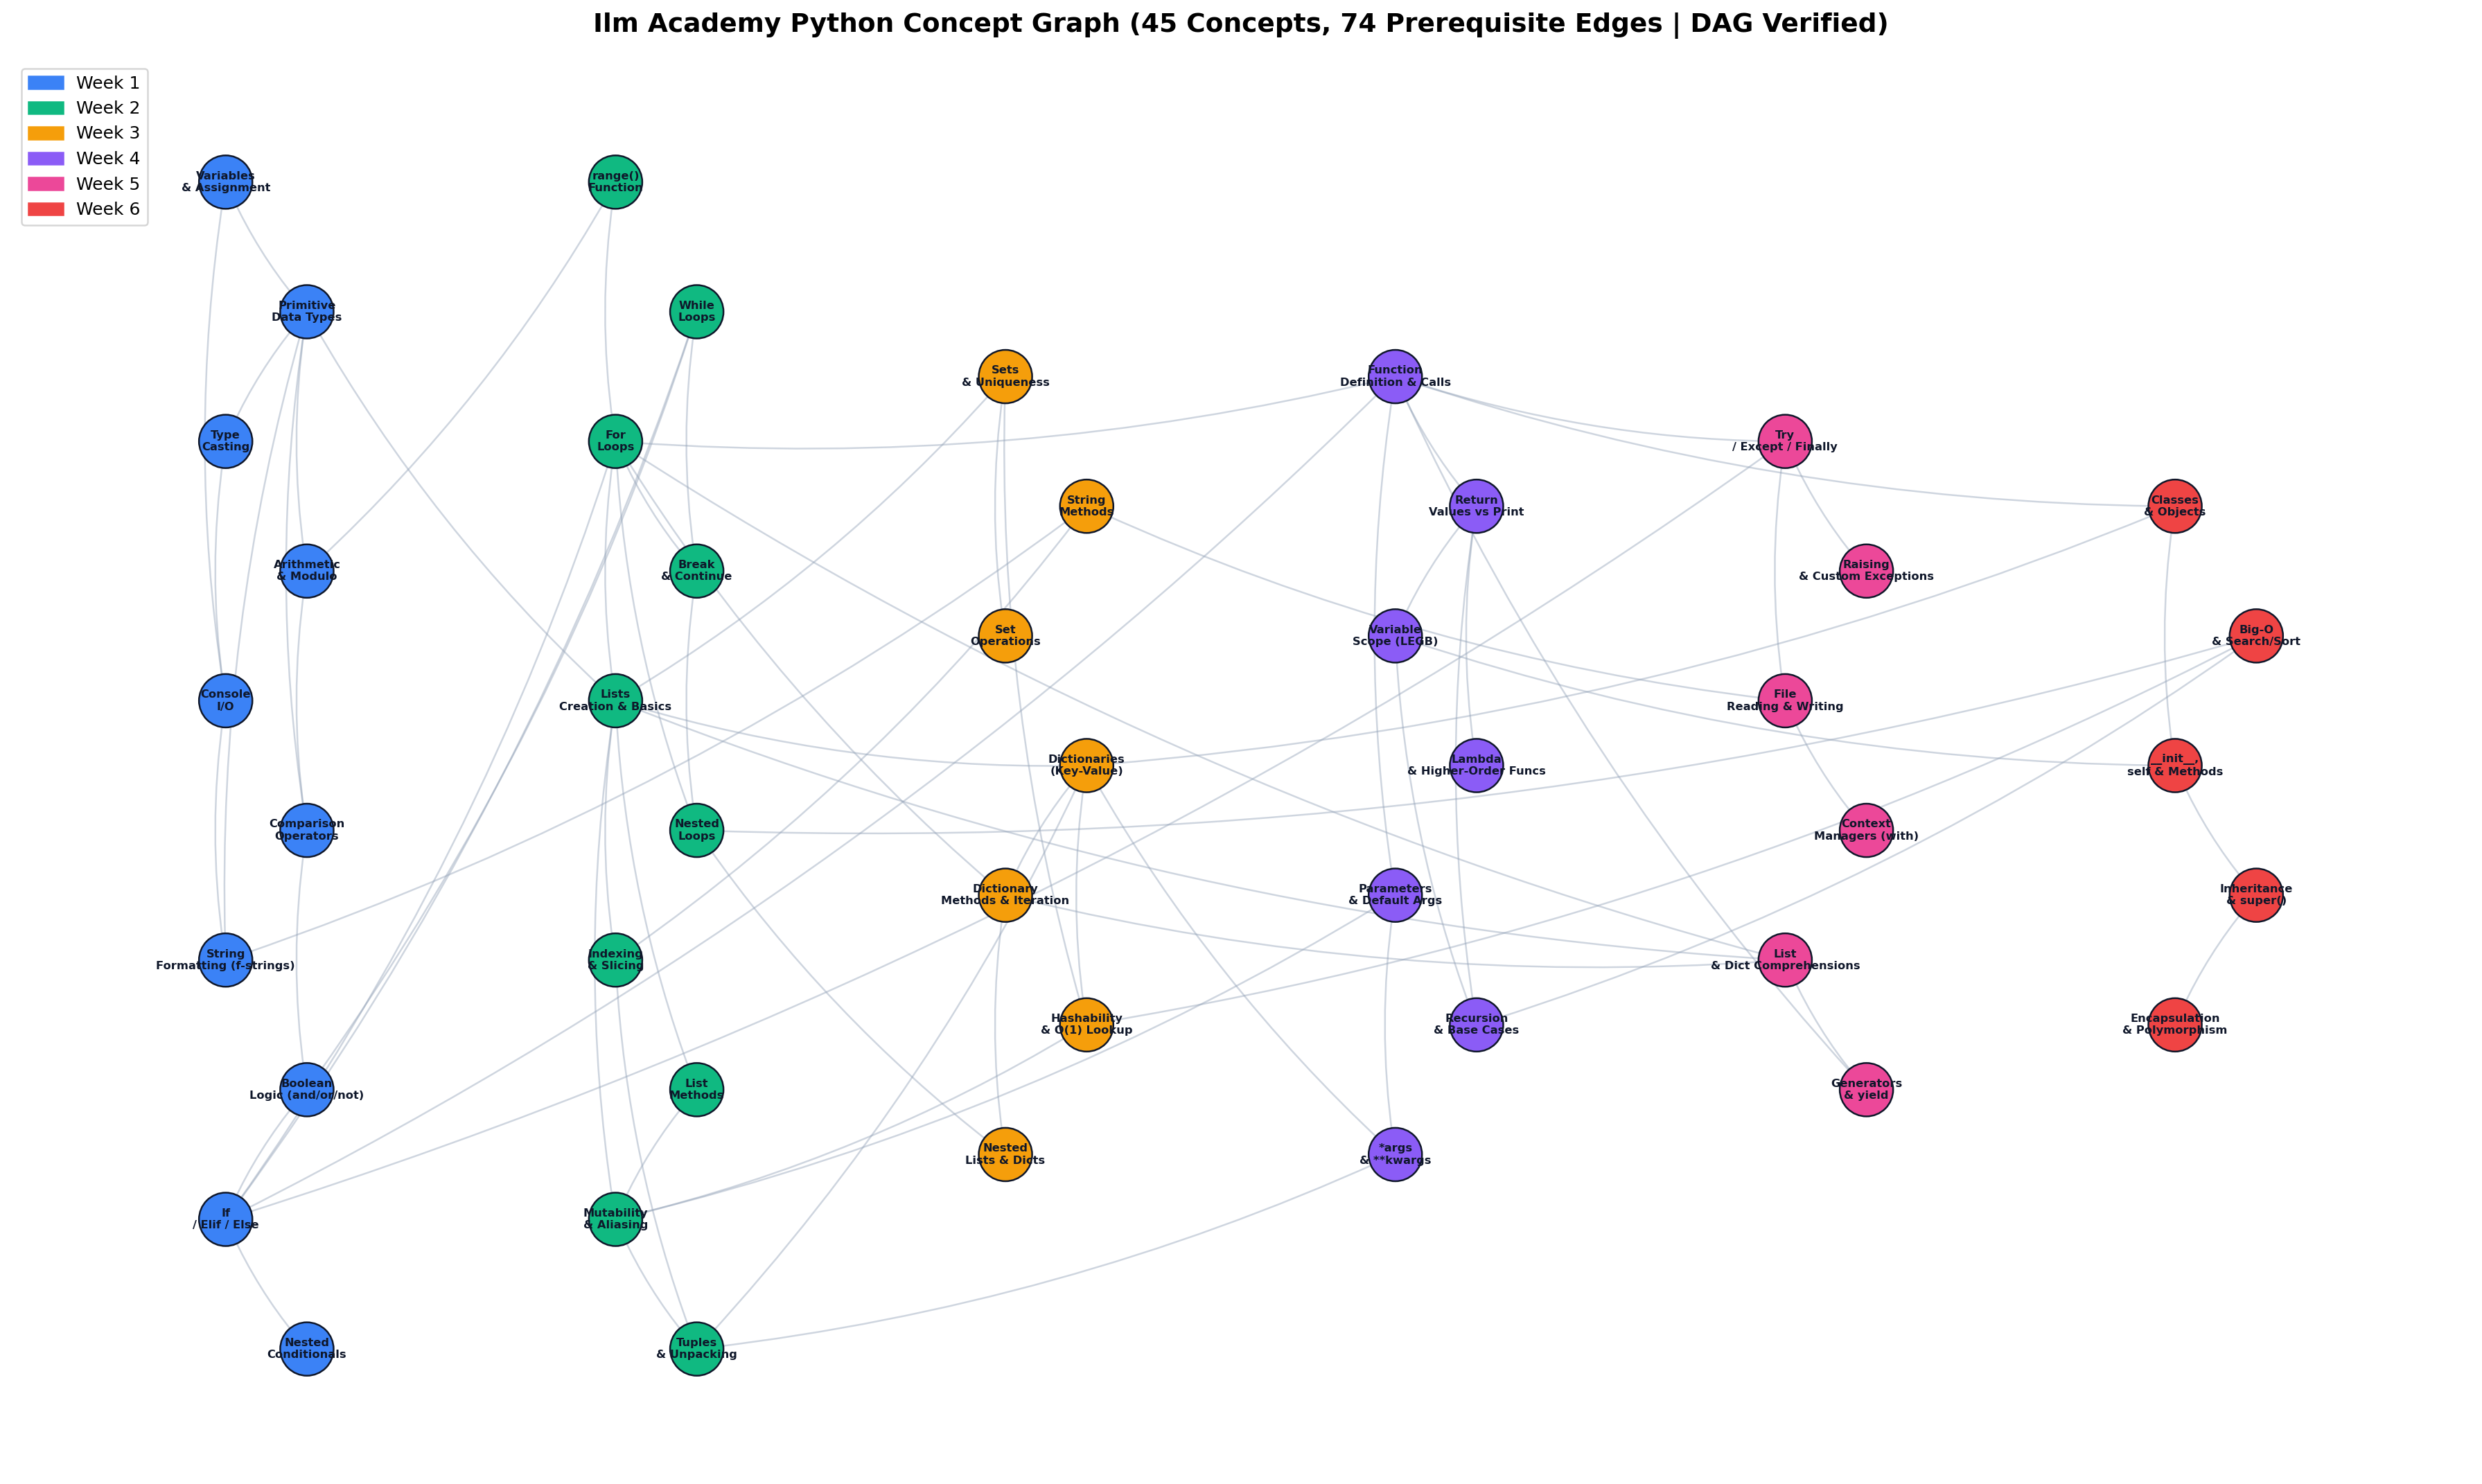 Ilm Academy Python Concept Graph (45 Concepts, 74 Prerequisite Edges | DAG Verified)
Week 1
Week 2
Week 3
Week 4
Week 5
Week 6
Variables
& Assignment
Primitive
Data Types
Type
Casting
Arithmetic
& Modulo
Console
I/O
Comparison
Operators
String
Formatting (f-strings)
Boolean
Logic (and/or/not)
If
/ Elif / Else
Nested
Conditionals
range()
Function
While
Loops
For
Loops
Break
& Continue
Lists
Creation & Basics
Nested
Loops
Indexing
& Slicing
List
Methods
Mutability
& Aliasing
Tuples
& Unpacking
Sets
& Uniqueness
String
Methods
Set
Operations
Dictionaries
(Key-Value)
Dictionary
Methods & Iteration
Hashability
& O(1) Lookup
Nested
Lists & Dicts
Function
Definition & Calls
Return
Values vs Print
Variable
Scope (LEGB)
Lambda
& Higher-Order Funcs
Parameters
& Default Args
Recursion
& Base Cases
*args
& **kwargs
Try
/ Except / Finally
Raising
& Custom Exceptions
File
Reading & Writing
Context
Managers (with)
List
& Dict Comprehensions
Generators
& yield
Classes
& Objects
Big-O
& Search/Sort
__init__,
self & Methods
Inheritance
& super()
Encapsulation
& Polymorphism